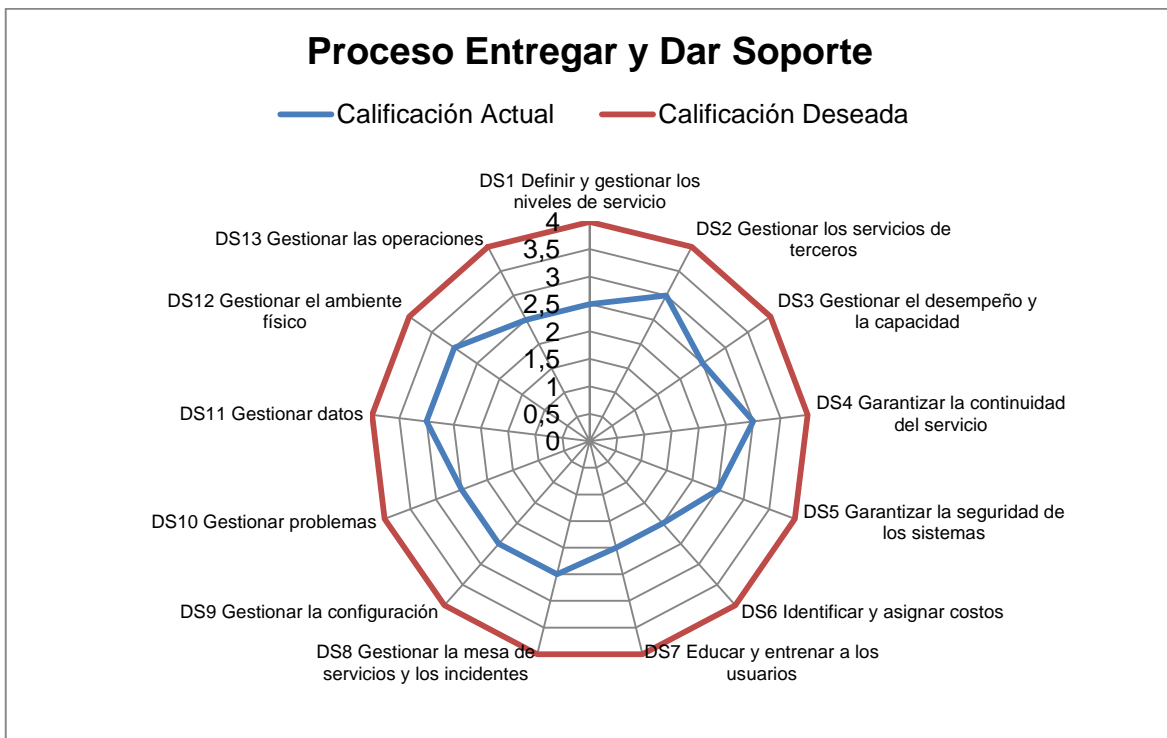 Proceso Entregar y Dar Soporte
Calificación Actual
Calificación Deseada
DS1 Definir y gestionar los
niveles de servicio
DS2 Gestionar los servicios de
terceros
DS3 Gestionar el desempeño y
la capacidad
DS4 Garantizar la continuidad
del servicio
DS5 Garantizar la seguridad de
los sistemas
DS6 Identificar y asignar costos
DS7 Educar y entrenar a los
usuarios
DS8 Gestionar la mesa de
servicios y los incidentes
DS9 Gestionar la configuración
DS10 Gestionar problemas
DS11 Gestionar datos
DS12 Gestionar el ambiente
físico
DS13 Gestionar las operaciones
4
3,5
3
2,5
2
1,5
1
0,5
0